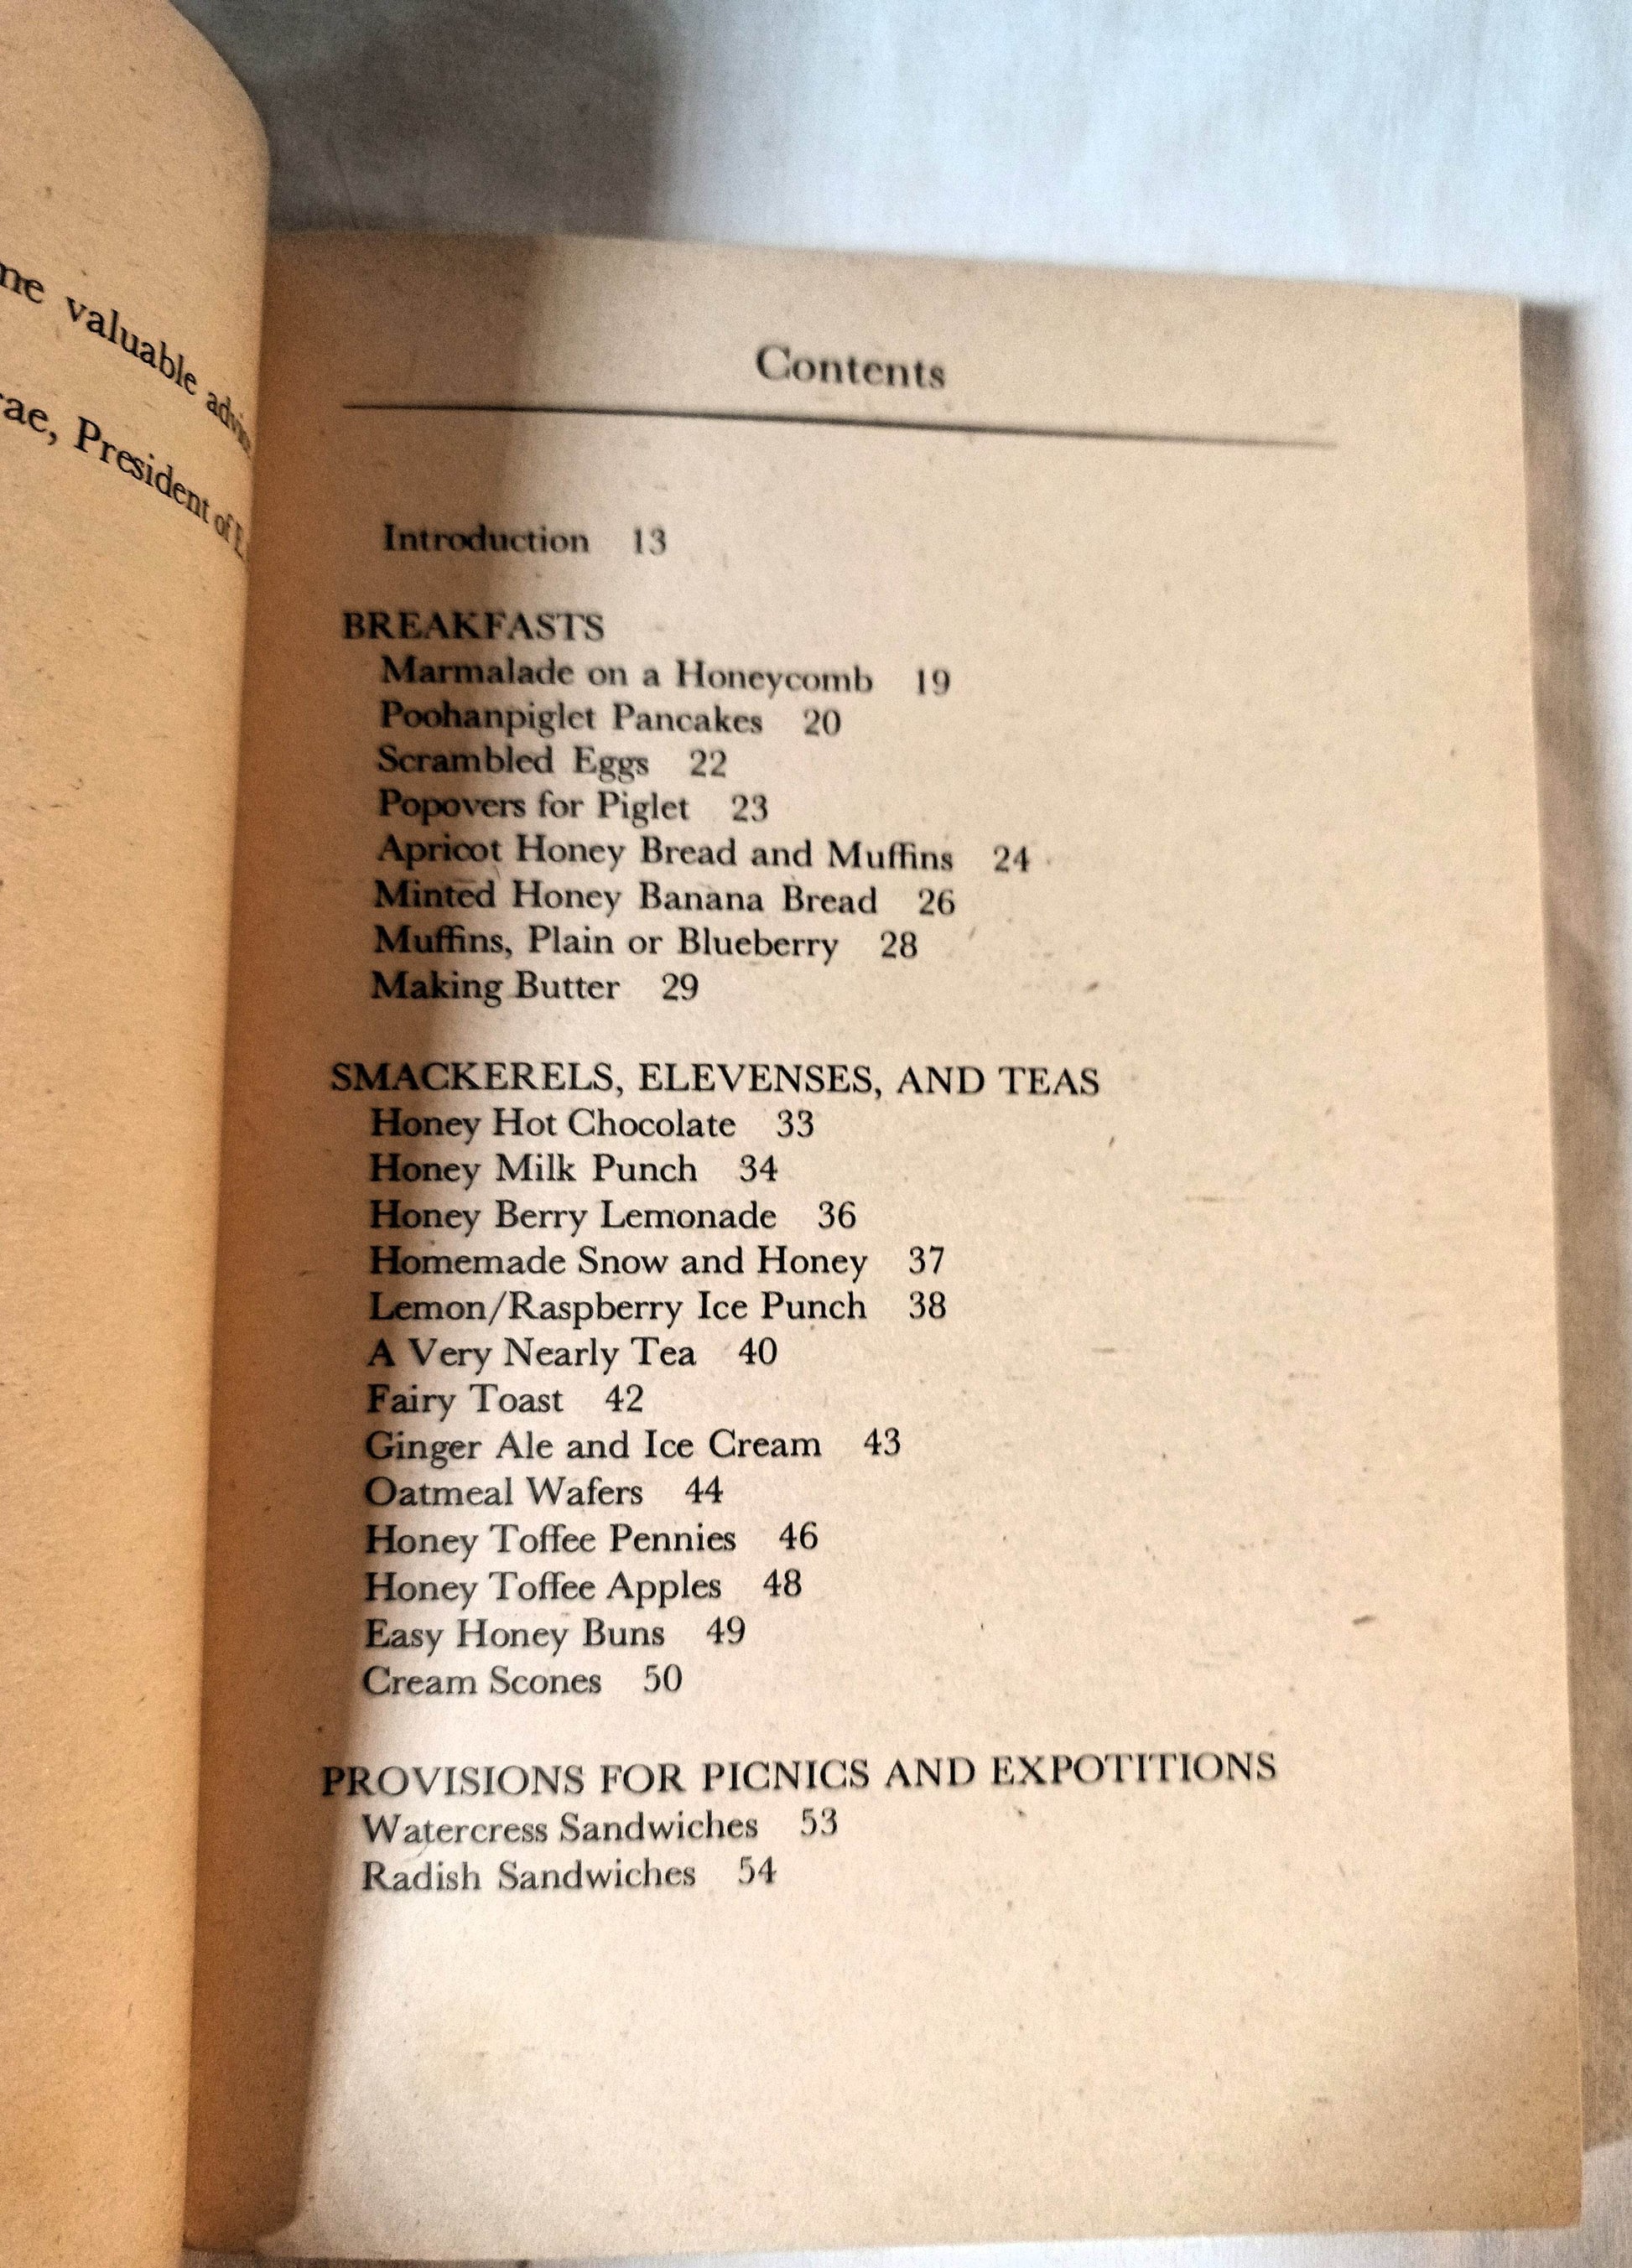 valuable
ae, President of
Contents
Introduction 13
BREAKFASTS
Marmalade on a Honeycomb 19
Poohanpiglet Pancakes 20
Scrambled Eggs 22
Popovers for Piglet 23
Apricot Honey Bread and Muffins 24
Minted Honey Banana Bread 26
Muffins, Plain or Blueberry 28
Making Butter 29
SMACKERELS, ELEVENSES, AND TEAS
Honey Hot Chocolate 33
Honey Milk Punch 34
Honey Berry Lemonade 36
Homemade Snow and Honey 37
Lemon/Raspberry Ice Punch 38
A Very Nearly Tea 40
Fairy Toast 42
Ginger Ale and Ice Cream 43
Oatmeal Wafers 44
Honey Toffee Pennies 46
Honey Toffee Apples 48
Easy Honey Buns 49
Cream Scones 50
PROVISIONS FOR PICNICS AND EXPOTITIONS
Watercress Sandwiches 53
Radish Sandwiches 54